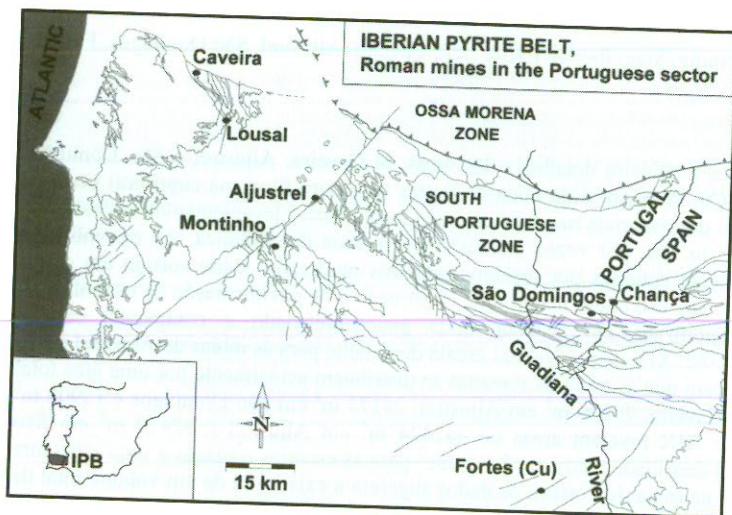 IBERIAN PYRITE BELT,
Roman mines in the Portuguese sector
ATLANTIC
Caveira
Lousal
OSSA MORENA
ZONE
Aljustrel
SOUTH
PORTUGUESE
ZONE
Montinho
PORTUGAL
SPAIN
São Domingos
Chança
Guadiana
River
IPB
N
15 km
Fortes (Cu)